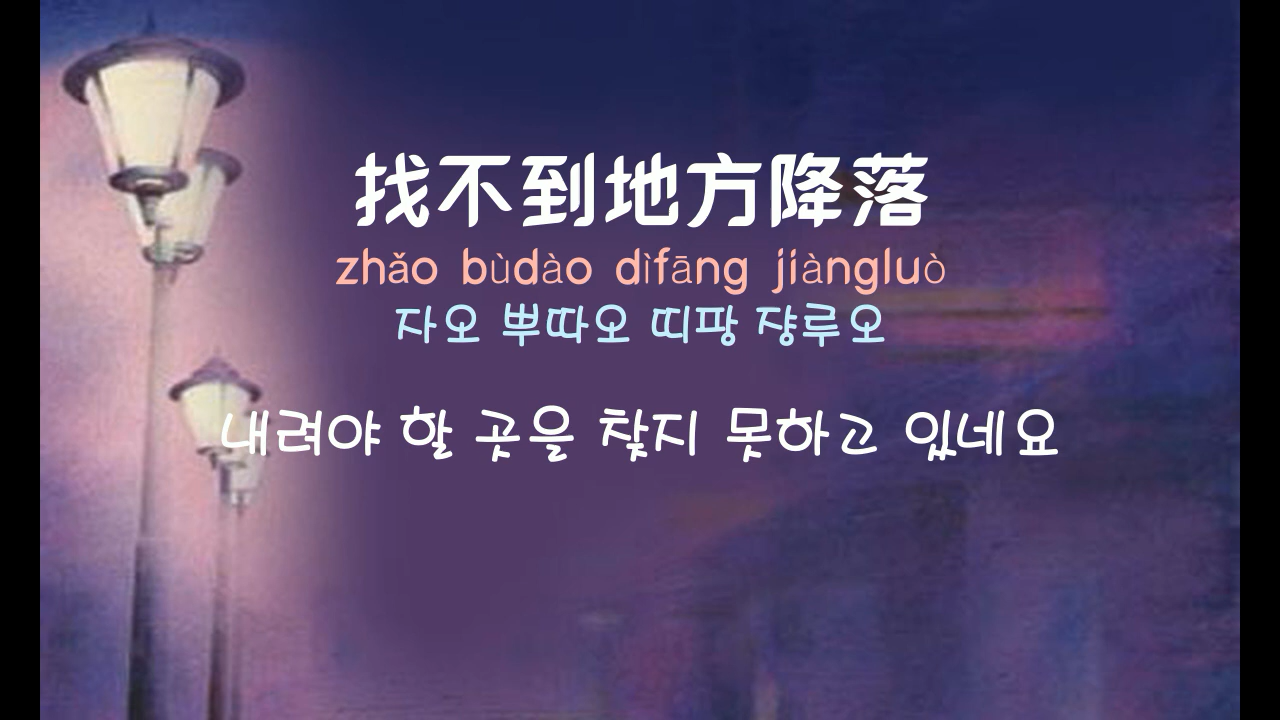 找不到地方降落
zhǎo bùdào dìfāng jiàngluò
자오 뿌따오 띠팡 쟝루오
내려야 할 곳을 찾지 못하고 있네요